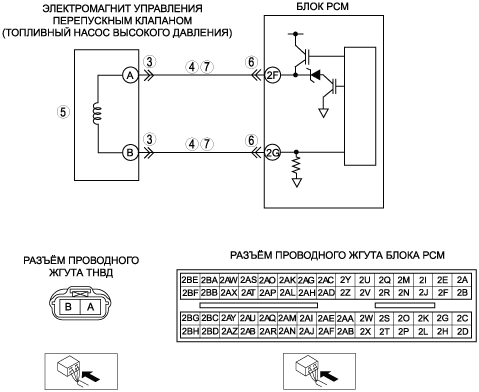 ЭЛЕКТРОМАГНИТ УПРАВЛЕНИЯ
ПЕРЕПУСКНЫМ КЛАПАНОМ
(ТОПЛИВНЫЙ НАСОС ВЫСОКОГО ДАВЛЕНИЯ)
БЛОК PCM
A 3 4 7 6 2F
5
B 3 4 7 6 2G
РАЗЪЁМ ПРОВОДНОГО
ЖГУТА ТНВД
B A
РАЗЪЁМ ПРОВОДНОГО ЖГУТА БЛОКА PCM
2BE 2BA 2AW 2AS 2AO 2AK 2AG 2AC 2Y 2U 2Q 2M 2I 2E 2A
2BF 2BB 2AX 2AT 2AP 2AL 2AH 2AD 2Z 2V 2R 2N 2J 2F 2B
2BG 2BC 2AY 2AU 2AQ 2AM 2AI 2AE 2AA 2W 2S 2O 2K 2G 2C
2BH 2BD 2AZ 2AB 2AR 2AN 2AJ 2AF 2AB 2X 2T 2P 2L 2H 2D